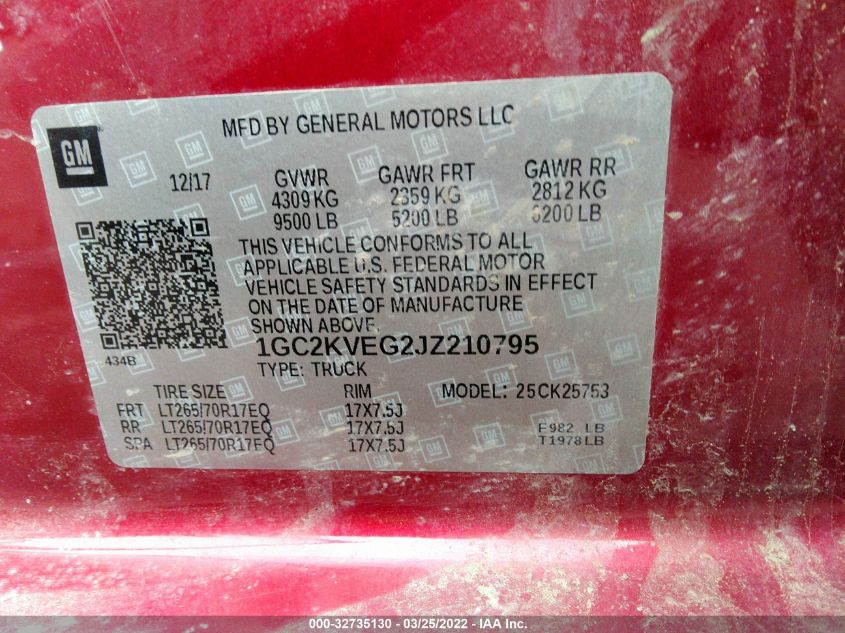 GM
MFD BY GENERAL MOTORS LLC
12/17 GVWR GAWR FRT GAWR RR
4309 KG 2359 KG 2812 KG
9500 LB 5200 LB 6200 LB
THIS VEHICLE CONFORMS TO ALL
APPLICABLE U.S. FEDERAL MOTOR
VEHICLE SAFETY STANDARDS IN EFFECT
ON THE DATE OF MANUFACTURE
SHOWN ABOVE.
434B
1GC2KVEG2JZ210795
TYPE: TRUCK
TIRE SIZE RIM MODEL: 25CK25753
FRT LT265/70R17EQ 17X7.5J
RR LT265/70R17EQ 17X7.5J F982 LB
SPA LT265/70R17EQ 17X7.5J T1978LB
000-32735130 - 03/25/2022 - IAA Inc.